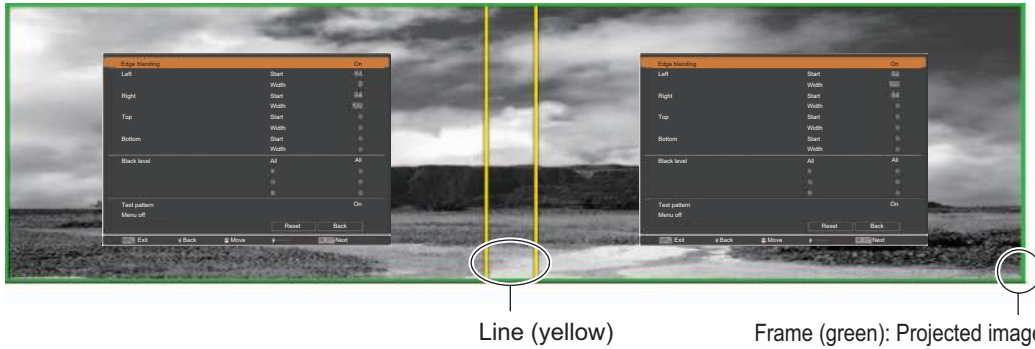 Edge blending On
Left Start
Width
Right Start
Width
Top Start
Width
Bottom Start
Width
Black level All All
Test pattern On
Menu off
Reset Back
Exit Back Move Next
Edge blending On
Left Start
Width
Right Start
Width
Top Start
Width
Bottom Start
Width
Black level All All
Test pattern On
Menu off
Reset Back
Exit Back Move Next
Line (yellow)
Frame (green): Projected image